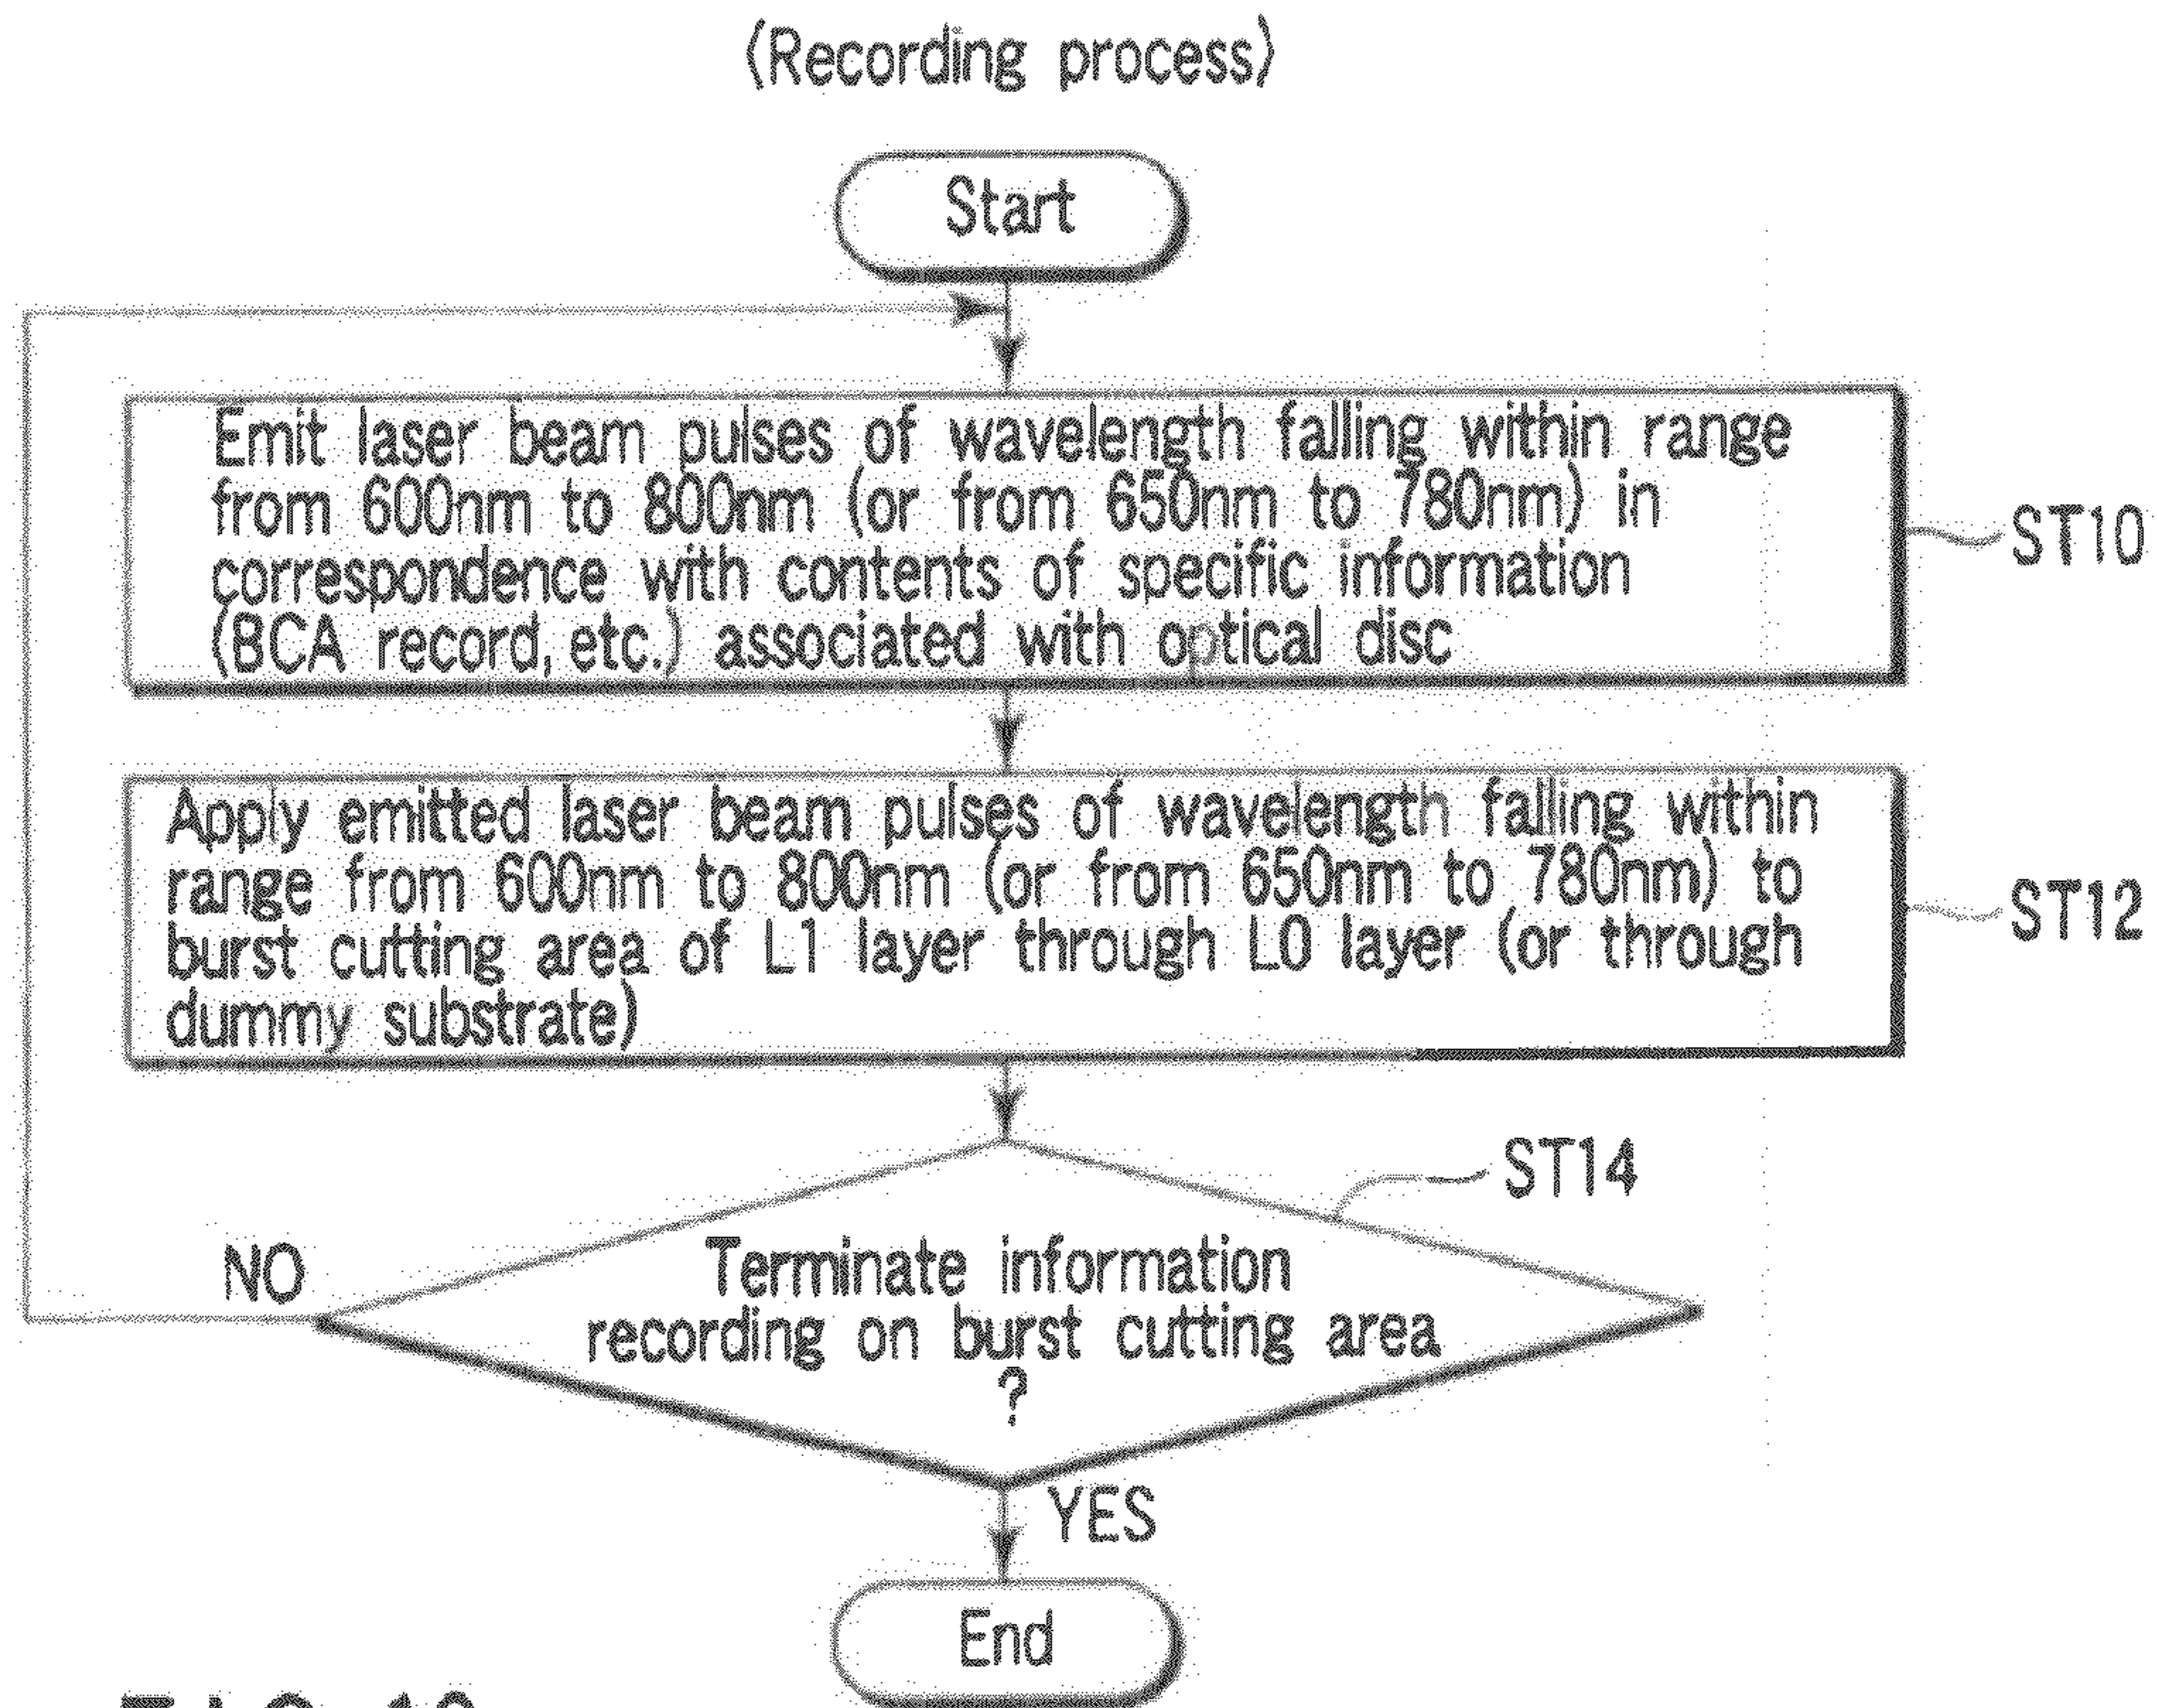 (Recording process)
Start
Emit laser beam pulses of wavelength falling within range
from 600nm to 800nm (or from 650nm to 780nm) in
correspondence with contents of specific information
(BCA record, etc.) associated with optical disc
ST10
Apply emitted laser beam pulses of wavelength falling within
range from 600nm to 800nm (or from 650nm to 780nm) to
burst cutting area of L1 layer through L0 layer (or through
dummy substrate)
ST12
ST14
NO
Terminate information
recording on burst cutting area
?
YES
End